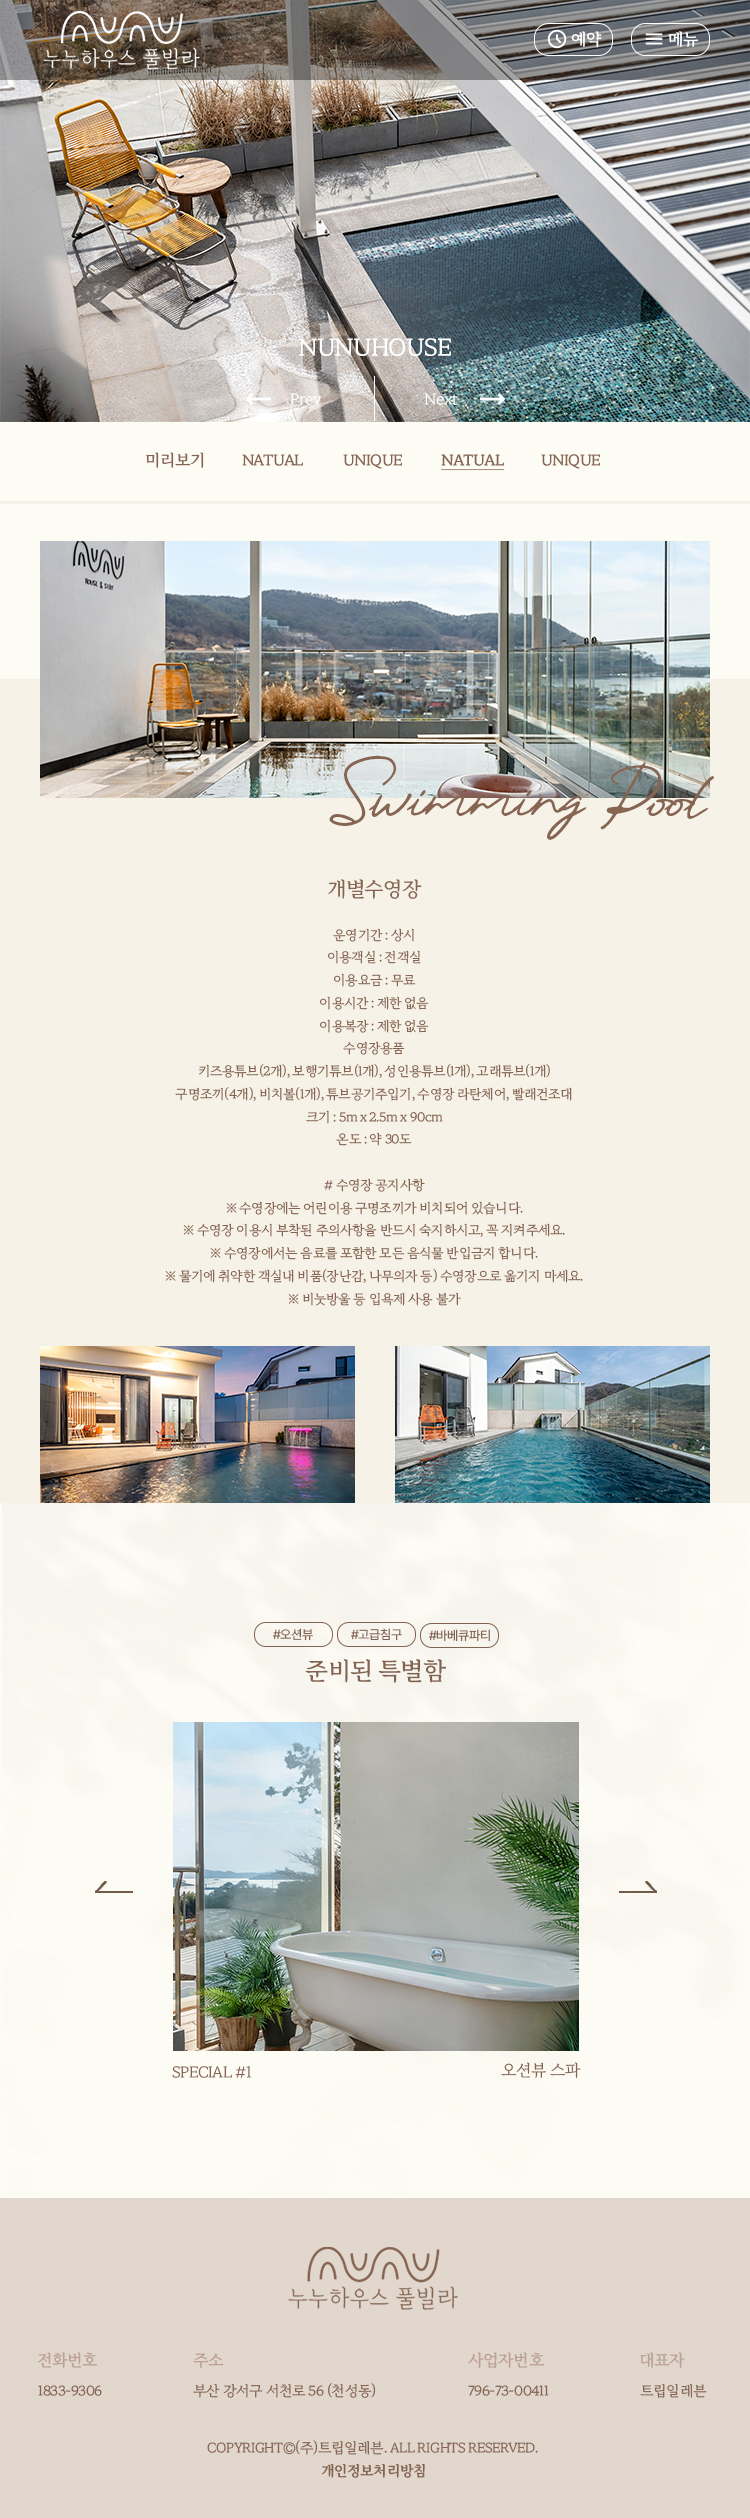 nunu
누누하우스 풀빌라
예약
메뉴
NUNUHOUSE
Prev
Next
미리보기 NATUAL UNIQUE NATUAL UNIQUE
nunu
HOUSE & STAY
Swimming Pool
개별수영장
운영기간 : 상시
이용객실 : 전객실
이용요금 : 무료
이용시간 : 제한 없음
이용복장 : 제한 없음
수영장용품
키즈용튜브(2개), 보행기튜브(1개), 성인용튜브(1개), 고래튜브(1개)
구명조끼(4개), 비치볼(1개), 튜브공기주입기, 수영장 라탄체어, 빨래건조대
크기 : 5m x 2.5m x 90cm
온도 : 약 30도
# 수영장 공지사항
※ 수영장에는 어린이용 구명조끼가 비치되어 있습니다.
※ 수영장 이용시 부착된 주의사항을 반드시 숙지하시고, 꼭 지켜주세요.
※ 수영장에서는 음료를 포함한 모든 음식물 반입금지 합니다.
※ 물기에 취약한 객실내 비품(장난감, 나무의자 등) 수영장으로 옮기지 마세요.
※ 비눗방울 등 입욕제 사용 불가
#오션뷰 #고급침구 #바베큐파티
준비된 특별함
SPECIAL #1
오션뷰 스파
nunu
누누하우스 풀빌라
전화번호 주소 사업자번호 대표자
1833-9306 부산 강서구 서천로 56 (천성동) 796-73-00411 트립일레븐
COPYRIGHT©(주)트립일레븐. ALL RIGHTS RESERVED.
개인정보처리방침